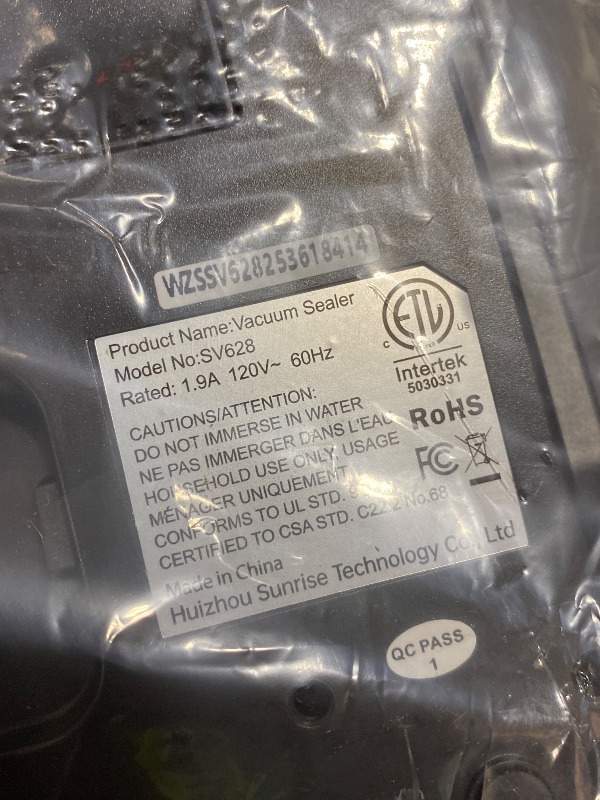 WZSSV628253618414
Product Name:Vacuum Sealer
Model No:SV628
Rated: 1.9A 120V~ 60Hz
CAUTIONS/ATTENTION:
DO NOT IMMERSE IN WATER
NE PAS IMMERGER DANS L'EAU
HOUSEHOLD USE ONLY, USAGE
MÉNAGER UNIQUEMENT
CONFORMS TO UL STD.
CERTIFIED TO CSA STD. C22.2 No.68
Made in China
Huizhou Sunrise Technology Co., Ltd
ETL
C US
Intertek
5030331
RoHS
FC
QC PASS
1